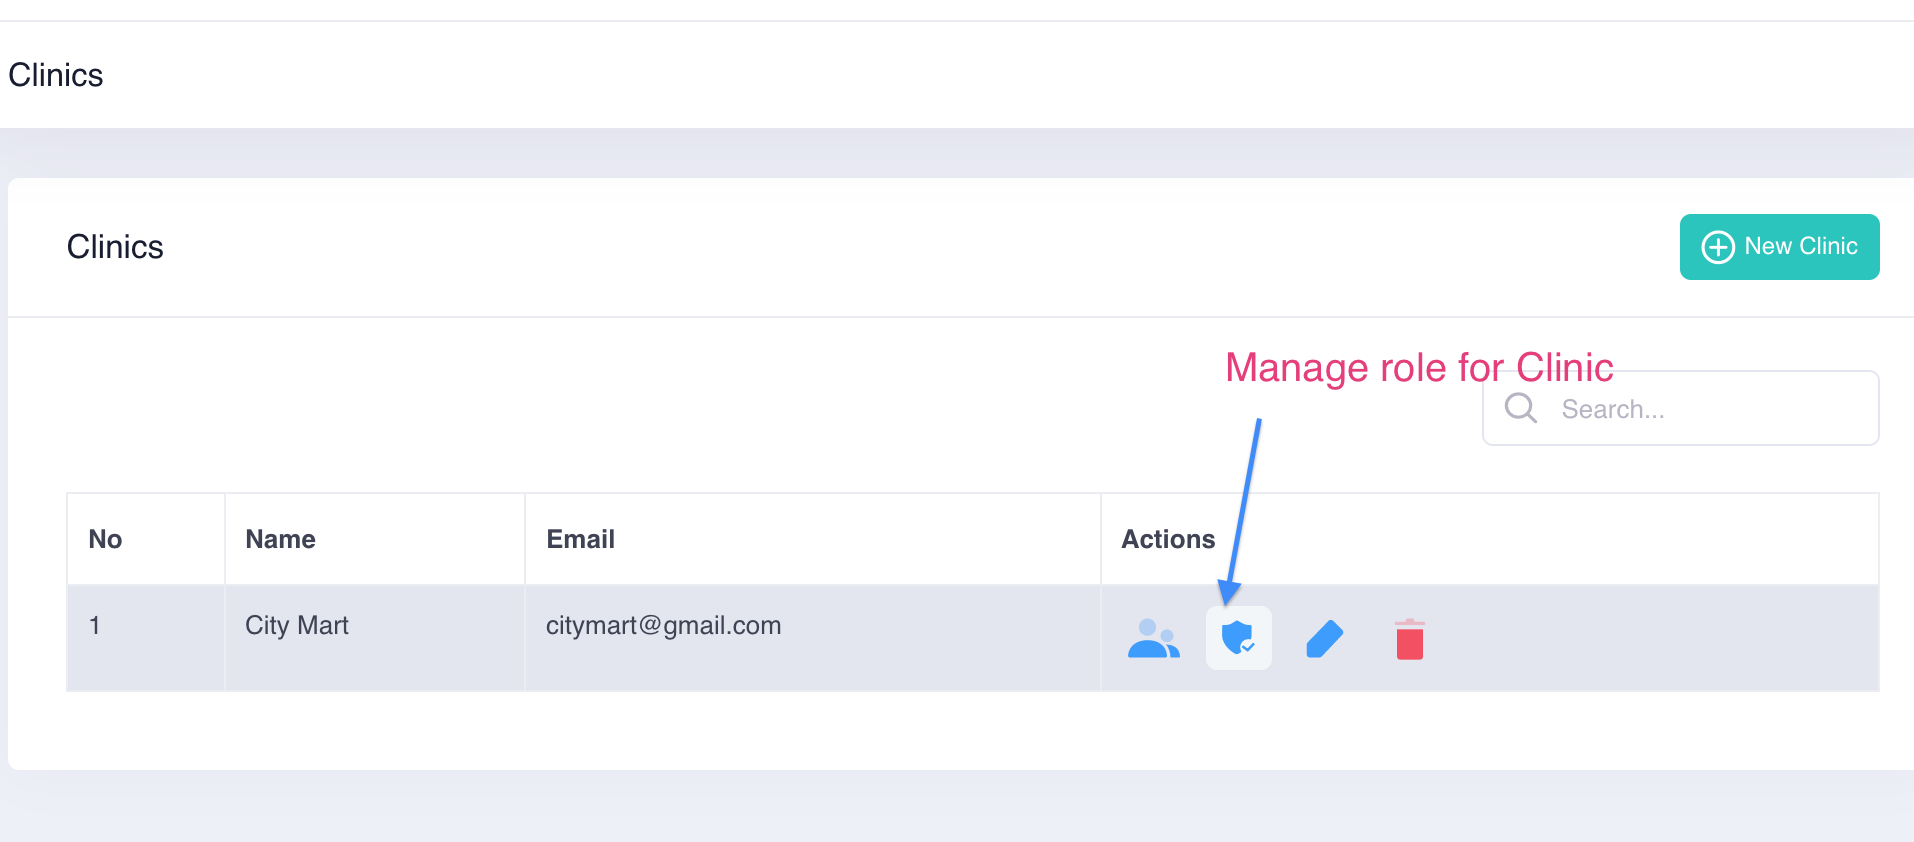 Clinics
Clinics
New Clinic
Manage role for Clinic
Search...
No Name Email Actions
1 City Mart citymart@gmail.com